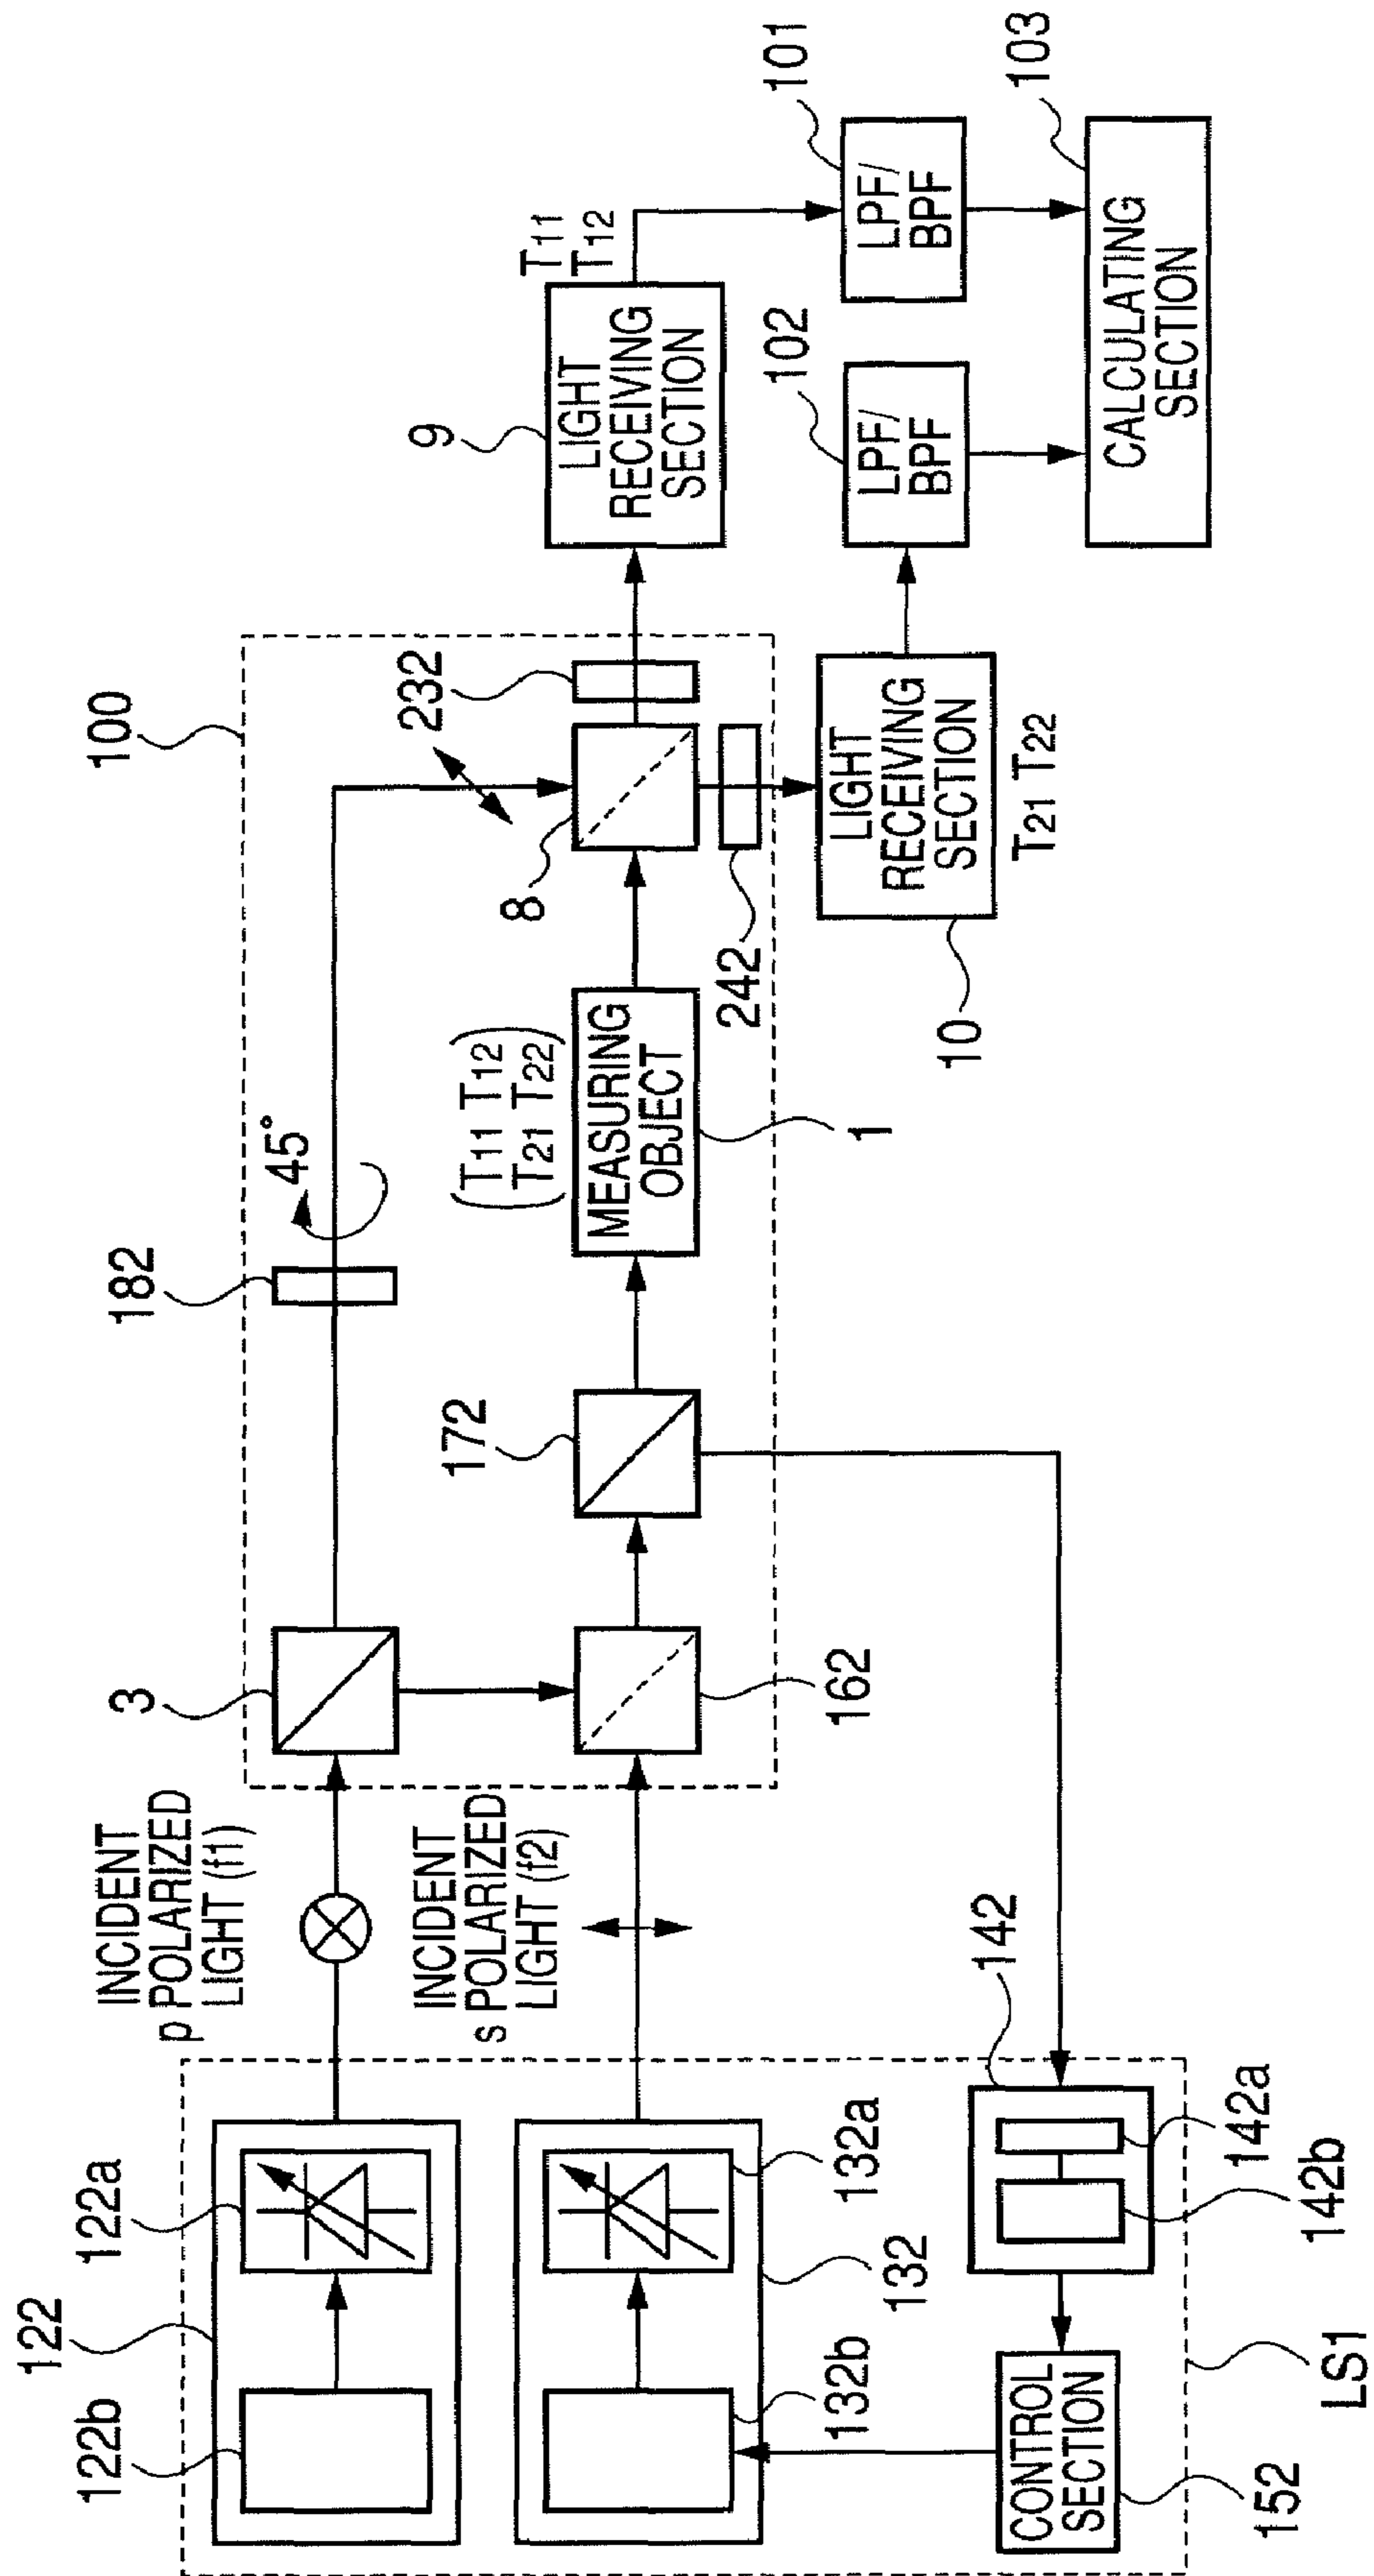 100
182
45°
3
INCIDENT
p POLARIZED
LIGHT (f1)
122a
122
122b
232
8
(T11 T12
T21 T22)
MEASURING
OBJECT
1
172
162
INCIDENT
s POLARIZED
LIGHT (f2)
132a
132
132b
242
9
LIGHT
RECEIVING
SECTION
T11
T12
10
LIGHT
RECEIVING
SECTION
T21 T22
101
LPF/
BPF
102
LPF/
BPF
103
CALCULATING
SECTION
142
142a
142b
CONTROL
SECTION
152
LS1